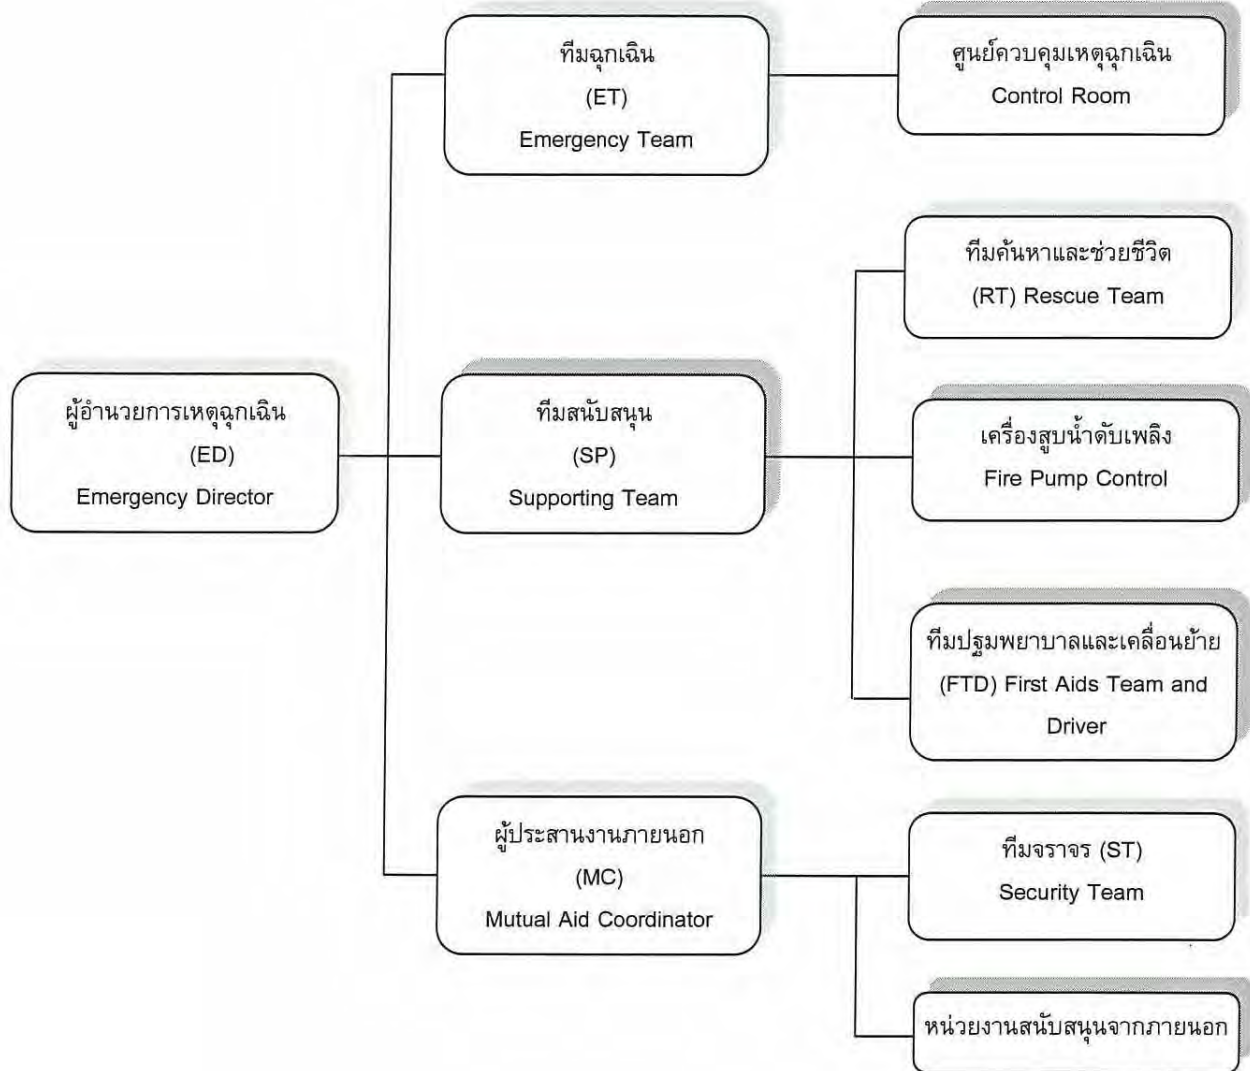 ทีมฉุกเฉิน
(ET)
Emergency Team
ศูนย์ควบคุมเหตุฉุกเฉิน
Control Room
ทีมค้นหาและช่วยชีวิต
(RT) Rescue Team
ผู้อำนวยการเหตุฉุกเฉิน
(ED)
Emergency Director
ทีมสนับสนุน
(SP)
Supporting Team
เครื่องสูบน้ำดับเพลิง
Fire Pump Control
ทีมปฐมพยาบาลและเคลื่อนย้าย
(FTD) First Aids Team and
Driver
ผู้ประสานงานภายนอก
(MC)
Mutual Aid Coordinator
ทีมจราจร (ST)
Security Team
หน่วยงานสนับสนุนจากภายนอก